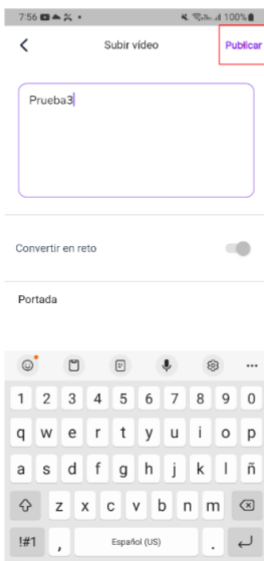 7:56 100%
Subir vídeo Publicar
Prueba3
Convertir en reto
Portada
1 2 3 4 5 6 7 8 9 0
q w e r t y u i o p
a s d f g h j k l ñ
z x c v b n m
!#1 , Español (US) .